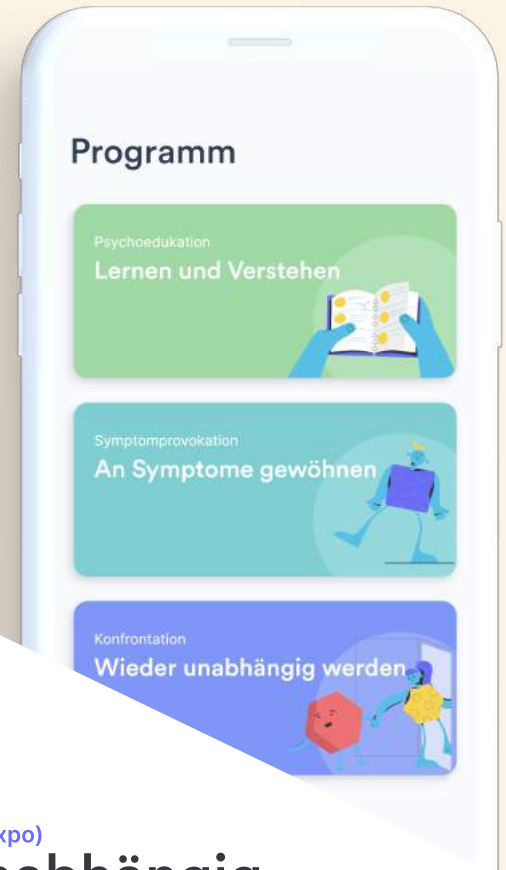 Programm
Psychoedukation
Lernen und Verstehen
Symptomprovokation
An Symptome gewöhnen
Konfrontation
Wieder unabhängig werden
xpo)